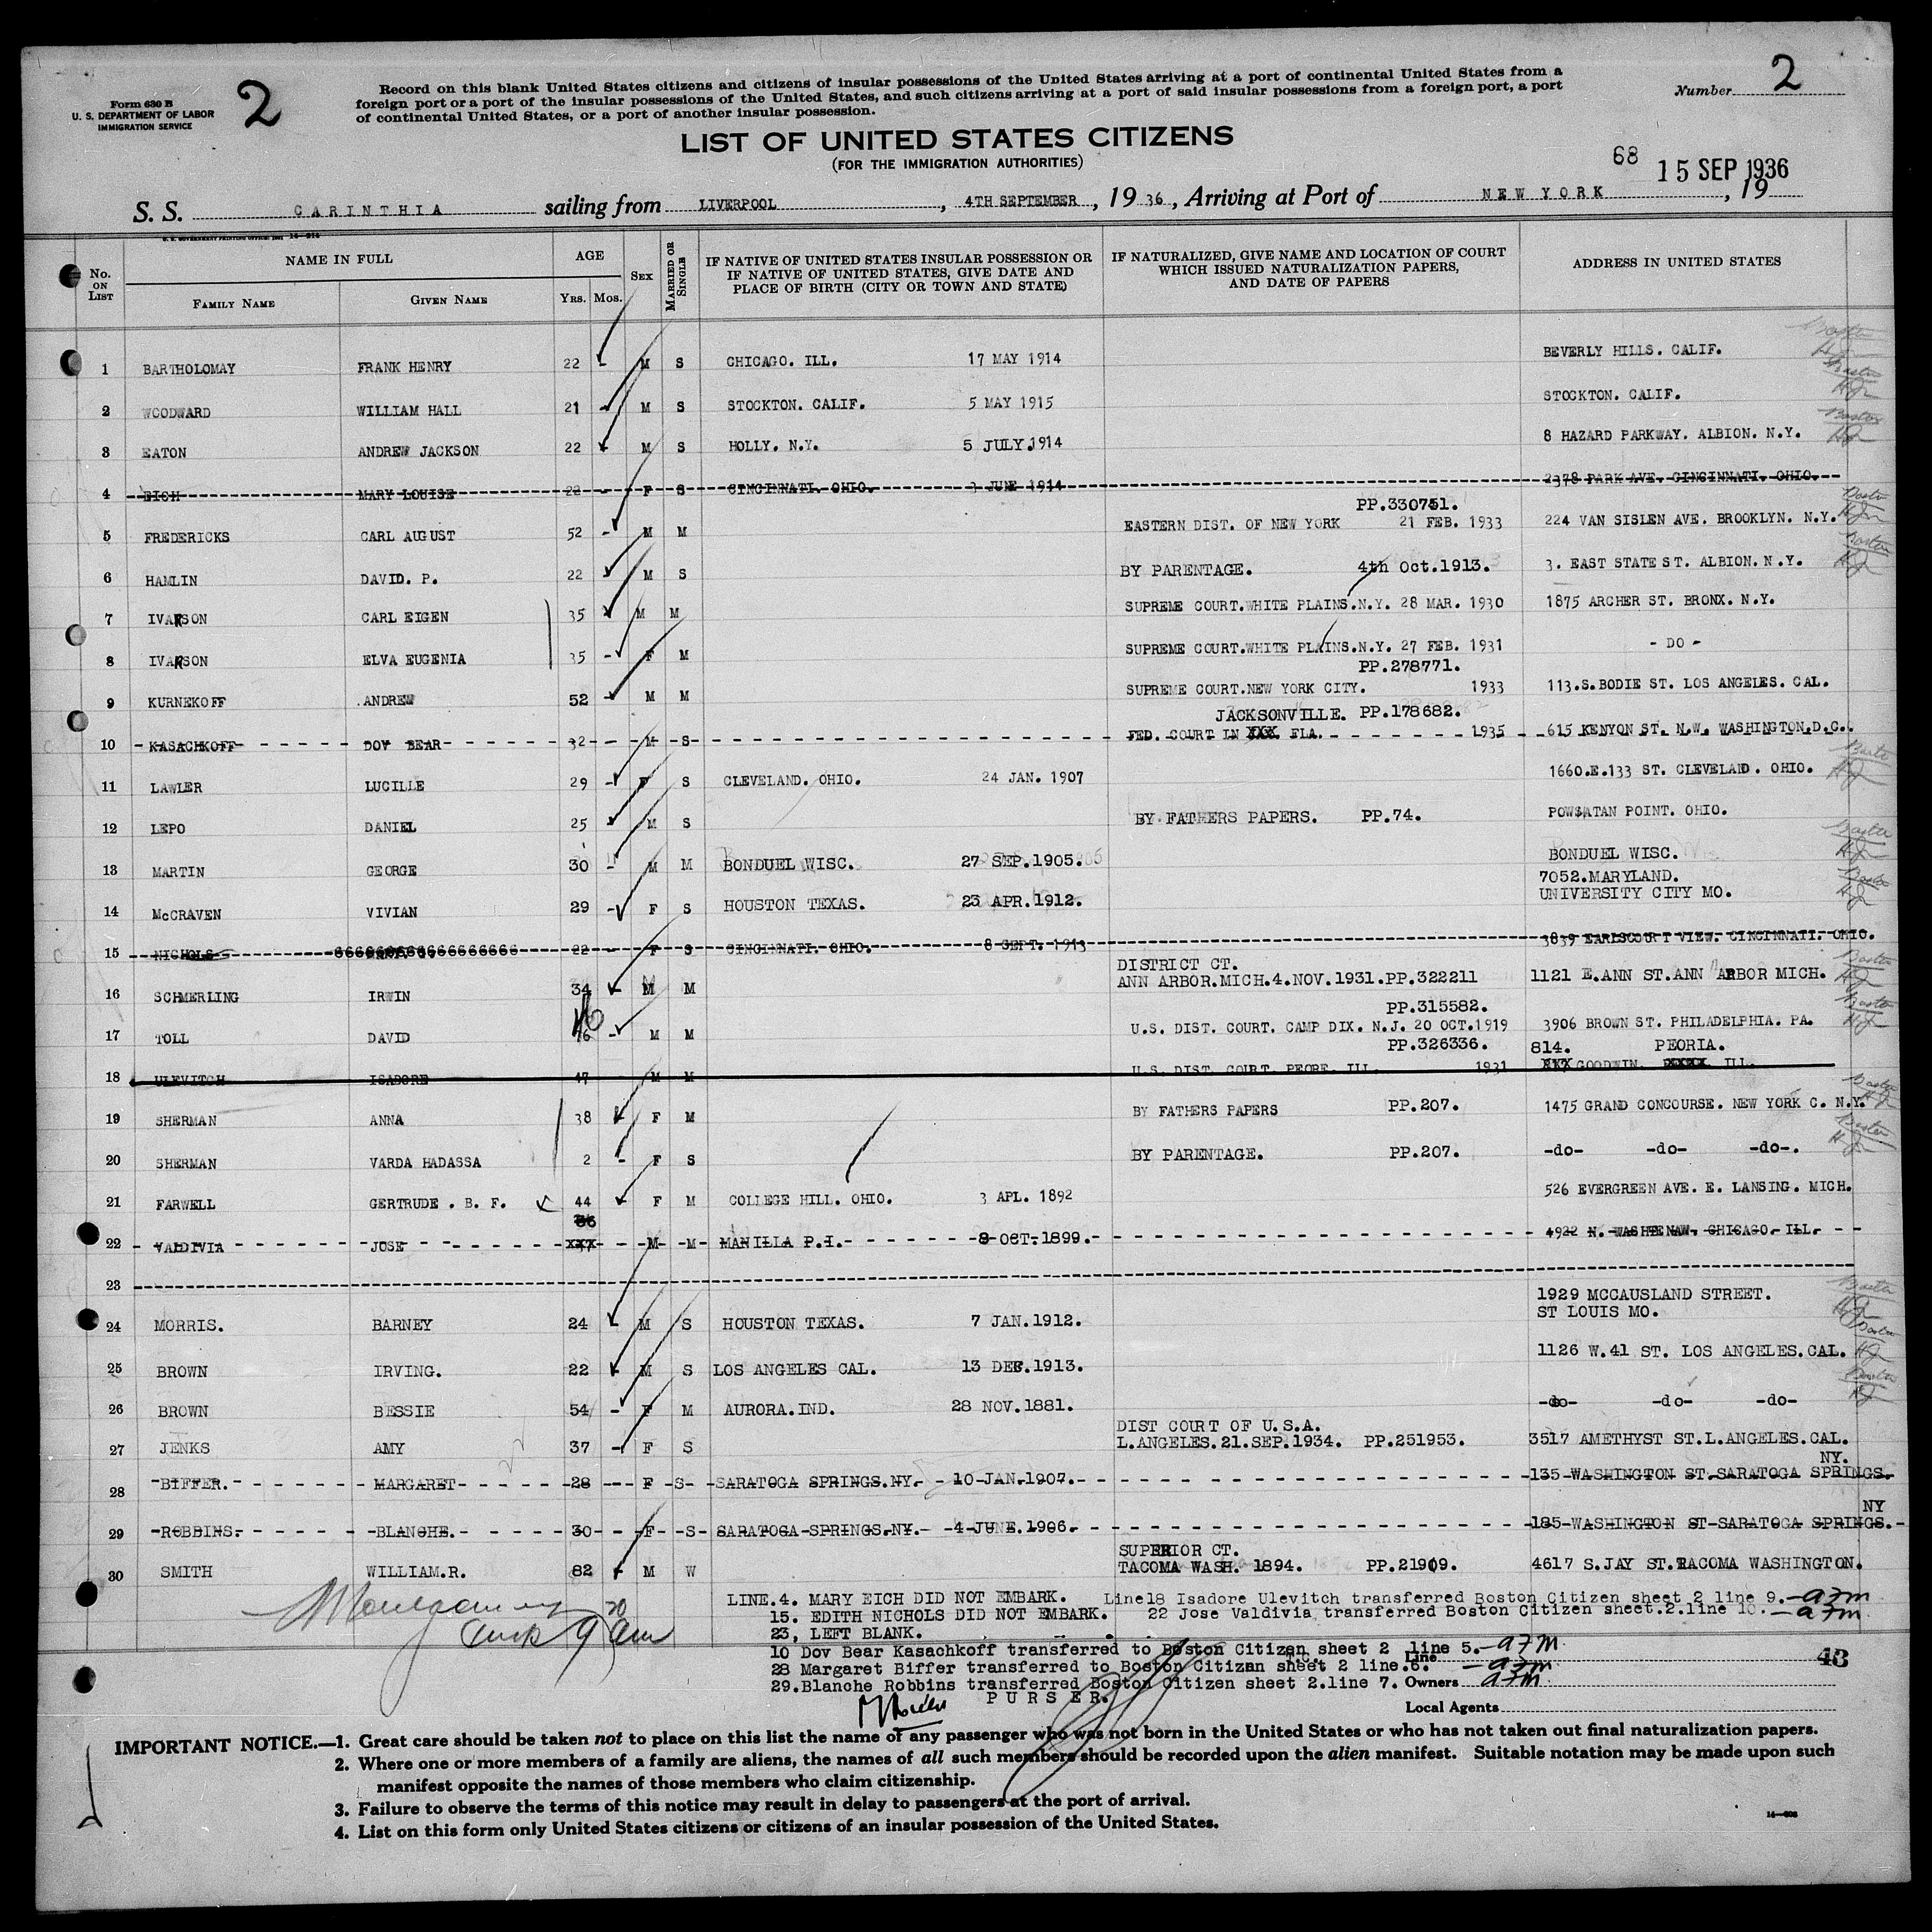 Form 630 B
U. S. DEPARTMENT OF LABOR
IMMIGRATION SERVICE
2
Record on this blank United States citizens and citizens of insular possessions of the United States arriving at a port of continental United States from a
foreign port or a port of the insular possessions of the United States, and such citizens arriving at a port of said insular possessions from a foreign port, a port
of continental United States, or a port of another insular possession.
Number 2
LIST OF UNITED STATES CITIZENS
(FOR THE IMMIGRATION AUTHORITIES)
68 15 SEP 1936
S. S. CARINTHIA sailing from LIVERPOOL, 4TH SEPTEMBER, 1936, Arriving at Port of NEW YORK, 19
No. ON LIST
NAME IN FULL
FAMILY NAME
GIVEN NAME
AGE
YRS. MOS.
SEX
MARRIED OR SINGLE
IF NATIVE OF UNITED STATES INSULAR POSSESSION OR
IF NATIVE OF UNITED STATES, GIVE DATE AND
PLACE OF BIRTH (CITY OR TOWN AND STATE)
IF NATURALIZED, GIVE NAME AND LOCATION OF COURT
WHICH ISSUED NATURALIZATION PAPERS,
AND DATE OF PAPERS
ADDRESS IN UNITED STATES
1 BARTHOLOMAY FRANK HENRY 22 - M S CHICAGO. ILL. 17 MAY 1914 BEVERLY HILLS. CALIF.
2 WOODWARD WILLIAM HALL 21 - M S STOCKTON. CALIF. 5 MAY 1915 STOCKTON. CALIF.
3 EATON ANDREW JACKSON 22 - M S HOLLY. N.Y. 5 JULY.1914 8 HAZARD PARKWAY. ALBION. N.Y.
4 EICH MARY LOUISE 22 - F S CINCINNATI. OHIO. 3 JUNE 1914 2378 PARK AVE. CINCINNATI. OHIO.
PP.330751.
5 FREDERICKS CARL AUGUST 52 - M M EASTERN DIST. OF NEW YORK 21 FEB. 1933 224 VAN SISLEN AVE. BROOKLYN. N.Y.
6 HAMLIN DAVID. P. 22 - M S BY PARENTAGE. 4th Oct.1913. 3. EAST STATE ST. ALBION. N.Y.
7 IVARSON CARL EIGEN 35 - M M SUPREME COURT.WHITE PLAINS.N.Y. 28 MAR. 1930 1875 ARCHER ST. BRONX. N.Y.
8 IVARSON ELVA EUGENIA 35 - F M SUPREME COURT.WHITE PLAINS.N.Y. 27 FEB. 1931 - DO -
PP.278771.
9 KURNEKOFF ANDREW 52 - M M SUPREME COURT.NEW YORK CITY. 1933 113.S.BODIE ST. LOS ANGELES. CAL.
JACKSONVILLE. PP.178682.
10 KASACHKOFF DOV BEAR 32 - M S FED. COURT IN XXX FLA. 1935 615 KENYON ST. N.W. WASHINGTON.D.C.
11 LAWLER LUCILLE 29 - F S CLEVELAND. OHIO. 24 JAN. 1907 1660.E.133 ST. CLEVELAND. OHIO.
12 LEPO DANIEL 25 - M S BY FATHERS PAPERS. PP.74. POWSATAN POINT. OHIO.
13 MARTIN GEORGE 30 - M M BONDUEL WISC. 27 SEP.1905. BONDUEL WISC.
7052.MARYLAND.
14 McCRAVEN VIVIAN 29 - F S HOUSTON TEXAS. 23 APR.1912. UNIVERSITY CITY MO.
15 NICHOLS 22 - F S CINCINNATI. OHIO. 8 SEPT. 1913 3839 EARLSCOURT VIEW. CINCINNATI. OHIO.
DISTRICT CT.
16 SCHMERLING IRWIN 34 - M M ANN ARBOR.MICH.4.NOV.1931.PP.322211 1121 E.ANN ST.ANN ARBOR MICH.
PP.315582.
17 TOLL DAVID 46 - M M U.S. DIST. COURT. CAMP DIX. N.J. 20 OCT.1919 3906 BROWN ST. PHILADELPHIA. PA.
PP.326336. 814. PEORIA.
18 ULEVITCH ISADORE 47 M M U.S. DIST. COURT. PEORE. ILL. 1931 XXX GOODWIN. XXXX ILL.
19 SHERMAN ANNA 38 - F M BY FATHERS PAPERS PP.207. 1475 GRAND CONCOURSE. NEW YORK C. N.Y.
20 SHERMAN VARDA HADASSA 2 - F S BY PARENTAGE. PP.207. -do- -do- -do-.
21 FARWELL GERTRUDE . B. F. 44 - F M COLLEGE HILL. OHIO. 3 APL. 1892 526 EVERGREEN AVE. E. LANSING. MICH.
36
22 VALDIVIA JOSE XXX M M MANILLA P.I. 8 OCT.1899. 4922 N. WASHTENAW. CHICAGO. ILL.
23
1929 MCCAUSLAND STREET.
24 MORRIS. BARNEY 24 - M S HOUSTON TEXAS. 7 JAN.1912. ST LOUIS MO.
25 BROWN IRVING. 22 - M S LOS ANGELES CAL. 13 DEC.1913. 1126 W.41 ST. LOS ANGELES.CAL.
26 BROWN BESSIE 54 - F M AURORA.IND. 28 NOV.1881. -do- -do- -do-
DIST COURT OF U.S.A.
27 JENKS AMY 37 - F S L.ANGELES.21.SEP.1934. PP.251953. 3517 AMETHYST ST.L.ANGELES.CAL.
NY.
28 BIFFER. MARGARET 28 - F S SARATOGA SPRINGS.NY. 10 JAN.1907. 135 WASHINGTON ST.SARATOGA SPRINGS.
NY
29 ROBBINS. BLANCHE. 30 - F S SARATOGA SPRINGS.NY. 4 JUNE.1906. 185 WASHINGTON ST SARATOGA SPRINGS.
SUPERIOR CT.
30 SMITH WILLIAM.R. 82 - M W TACOMA WASH. 1894. PP.21909. 4617 S.JAY ST.TACOMA WASHINGTON.
LINE.4. MARY EICH DID NOT EMBARK. Line18 Isadore Ulevitch transferred Boston Citizen sheet 2 line 9.
15. EDITH NICHOLS DID NOT EMBARK. 22 Jose Valdivia transferred Boston Citizen sheet.2.line 10.
23, LEFT BLANK.
10 Dov Bear Kasachkoff transferred to Boston Citizen sheet 2 line 5.
28 Margaret Biffer transferred to Boston Citizen sheet 2 line.6. Line
43
29.Blanche Robbins transferred Boston Citizen sheet 2.line 7. Owners
PURSER.
Local Agents
IMPORTANT NOTICE.—1. Great care should be taken not to place on this list the name of any passenger who was not born in the United States or who has not taken out final naturalization papers.
2. Where one or more members of a family are aliens, the names of all such members should be recorded upon the alien manifest. Suitable notation may be made upon such
manifest opposite the names of those members who claim citizenship.
3. Failure to observe the terms of this notice may result in delay to passengers at the port of arrival.
4. List on this form only United States citizens or citizens of an insular possession of the United States.